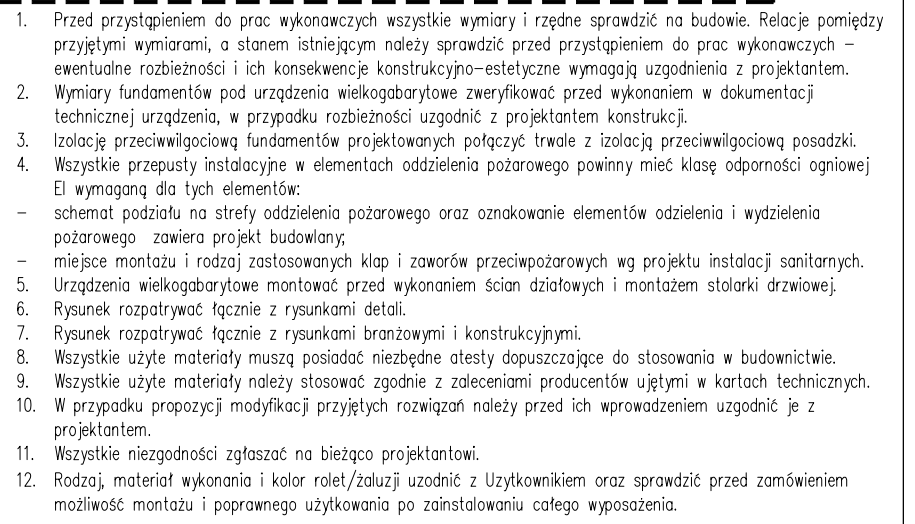 1. Przed przystąpieniem do prac wykonawczych wszystkie wymiary i rzędne sprawdzić na budowie. Relacje pomiędzy
przyjętymi wymiarami, a stanem istniejącym należy sprawdzić przed przystąpieniem do prac wykonawczych –
ewentualne rozbieżności i ich konsekwencje konstrukcyjno–estetyczne wymagają uzgodnienia z projektantem.
2. Wymiary fundamentów pod urządzenia wielkogabarytowe zweryfikować przed wykonaniem w dokumentacji
technicznej urządzenia, w przypadku rozbieżności uzgodnić z projektantem konstrukcji.
3. Izolację przeciwwilgociową fundamentów projektowanych połączyć trwale z izolacją przeciwwilgociową posadzki.
4. Wszystkie przepusty instalacyjne w elementach oddzielenia pożarowego powinny mieć klasę odporności ogniowej
EI wymaganą dla tych elementów:
– schemat podziału na strefy oddzielenia pożarowego oraz oznakowanie elementów odzielenia i wydzielenia
pożarowego zawiera projekt budowlany;
– miejsce montażu i rodzaj zastosowanych klap i zaworów przeciwpożarowych wg projektu instalacji sanitarnych.
5. Urządzenia wielkogabarytowe montować przed wykonaniem ścian działowych i montażem stolarki drzwiowej.
6. Rysunek rozpatrywać łącznie z rysunkami detali.
7. Rysunek rozpatrywać łącznie z rysunkami branżowymi i konstrukcyjnymi.
8. Wszystkie użyte materiały muszą posiadać niezbędne atesty dopuszczające do stosowania w budownictwie.
9. Wszystkie użyte materiały należy stosować zgodnie z zaleceniami producentów ujętymi w kartach technicznych.
10. W przypadku propozycji modyfikacji przyjętych rozwiązań należy przed ich wprowadzeniem uzgodnić je z
projektantem.
11. Wszystkie niezgodności zgłaszać na bieżąco projektantowi.
12. Rodzaj, materiał wykonania i kolor rolet/żaluzji uzodnić z Uzytkownikiem oraz sprawdzić przed zamówieniem
możliwość montażu i poprawnego użytkowania po zainstalowaniu całego wyposażenia.